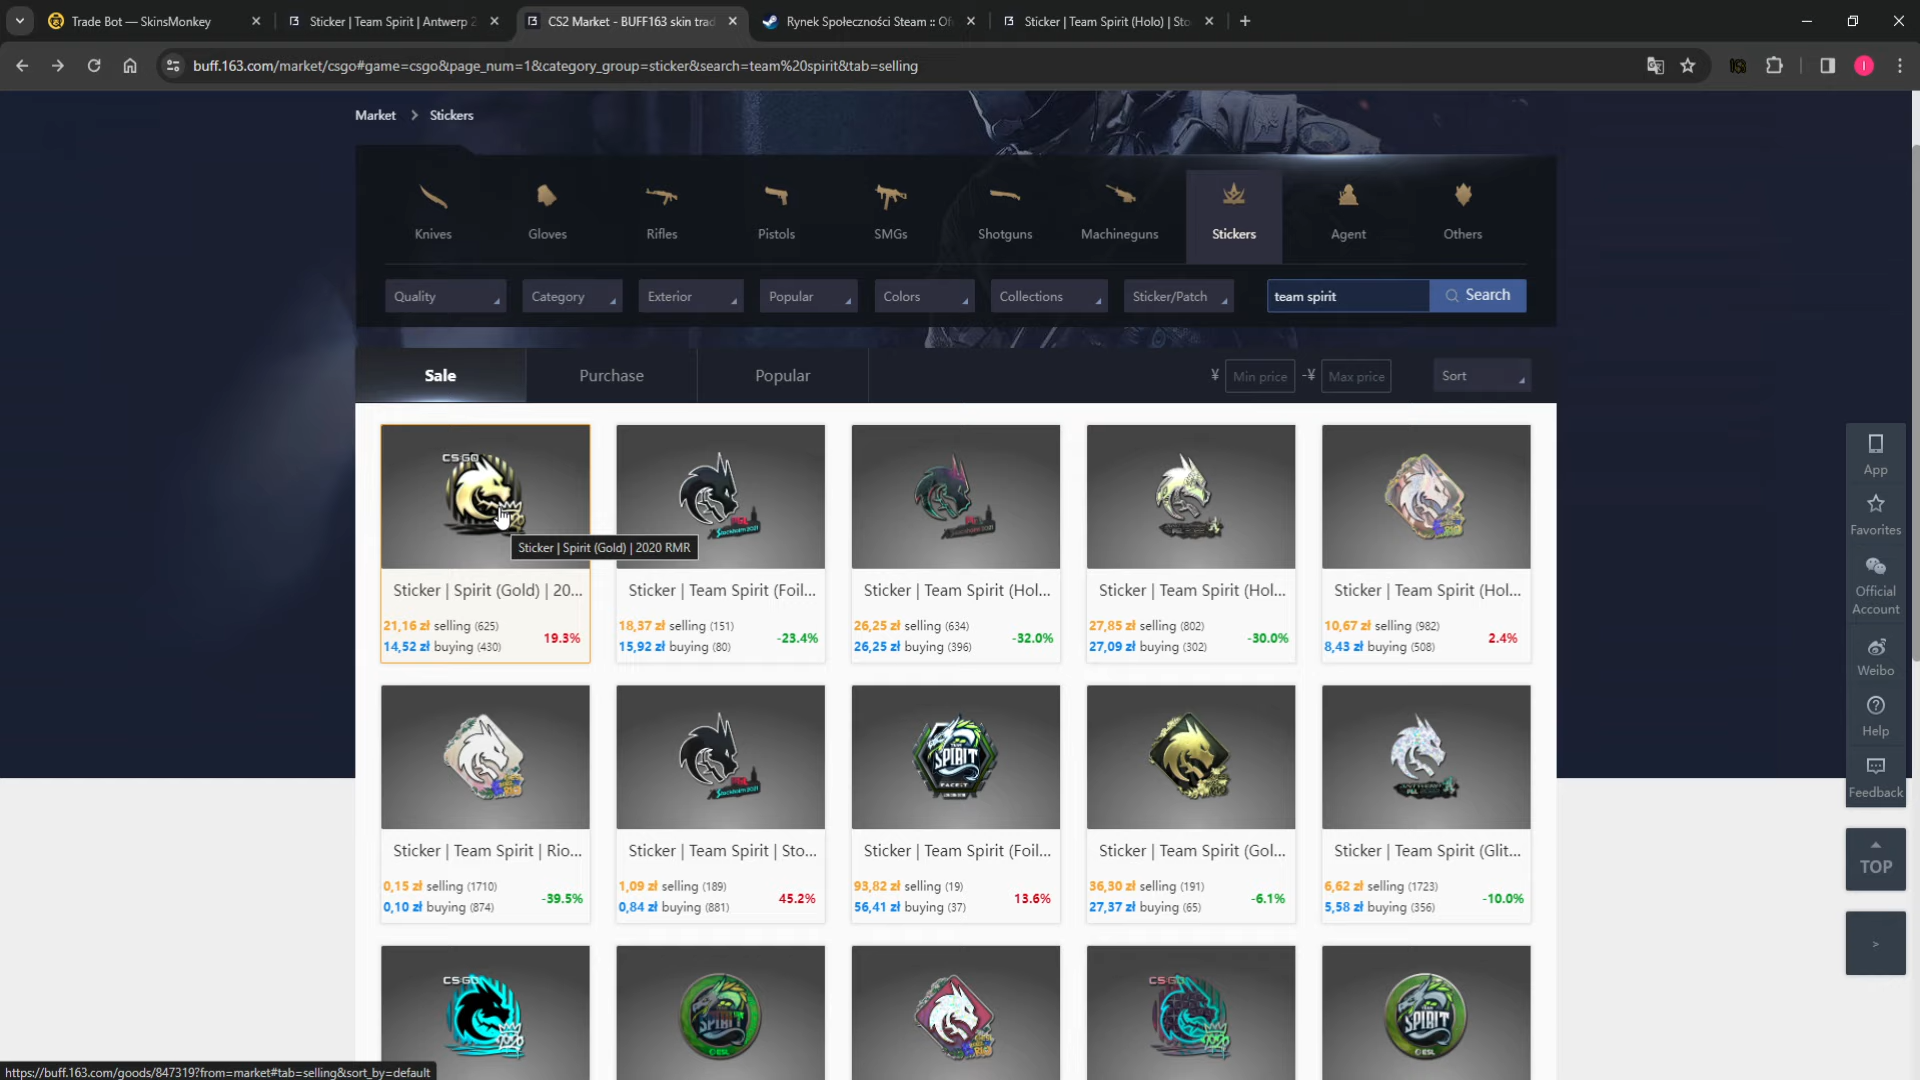 Trade Bot — SkinsMonkey
Sticker | Team Spirit | Antwerp 2
CS2 Market - BUFF163 skin trad
Rynek Społeczności Steam :: Of
Sticker | Team Spirit (Holo) | Sto
buff.163.com/market/csgo#game=csgo&page_num=1&category_group=sticker&search=team%20spirit&tab=selling
I
Market > Stickers
Knives
Gloves
Rifles
Pistols
SMGs
Shotguns
Machineguns
Stickers
Agent
Others
Quality
Category
Exterior
Popular
Colors
Collections
Sticker/Patch
team spirit
Search
Sale
Purchase
Popular
¥ Min price -¥ Max price
Sort
CS GO
Sticker | Spirit (Gold) | 2020 RMR
Sticker | Spirit (Gold) | 20...
Sticker | Team Spirit (Foil...
Sticker | Team Spirit (Hol...
Sticker | Team Spirit (Hol...
Sticker | Team Spirit (Hol...
21,16 zł selling (625)
14,52 zł buying (430)
19.3%
18,37 zł selling (151)
15,92 zł buying (80)
-23.4%
26,25 zł selling (634)
26,25 zł buying (396)
-32.0%
27,85 zł selling (802)
27,09 zł buying (302)
-30.0%
10,67 zł selling (982)
8,43 zł buying (508)
2.4%
TEAM
SPIRIT
FACEIT
Sticker | Team Spirit | Rio...
Sticker | Team Spirit | Sto...
Sticker | Team Spirit (Foil...
Sticker | Team Spirit (Gol...
Sticker | Team Spirit (Glit...
0,15 zł selling (1710)
0,10 zł buying (874)
-39.5%
1,09 zł selling (189)
0,84 zł buying (881)
45.2%
93,82 zł selling (19)
56,41 zł buying (37)
13.6%
36,30 zł selling (191)
27,37 zł buying (65)
-6.1%
6,62 zł selling (1723)
5,58 zł buying (356)
-10.0%
CS GO
SPIRIT
ESL
CS GO
SPIRIT
ESL
App
Favorites
Official
Account
Weibo
Help
Feedback
TOP
>
https://buff.163.com/goods/847319?from=market#tab=selling&sort_by=default